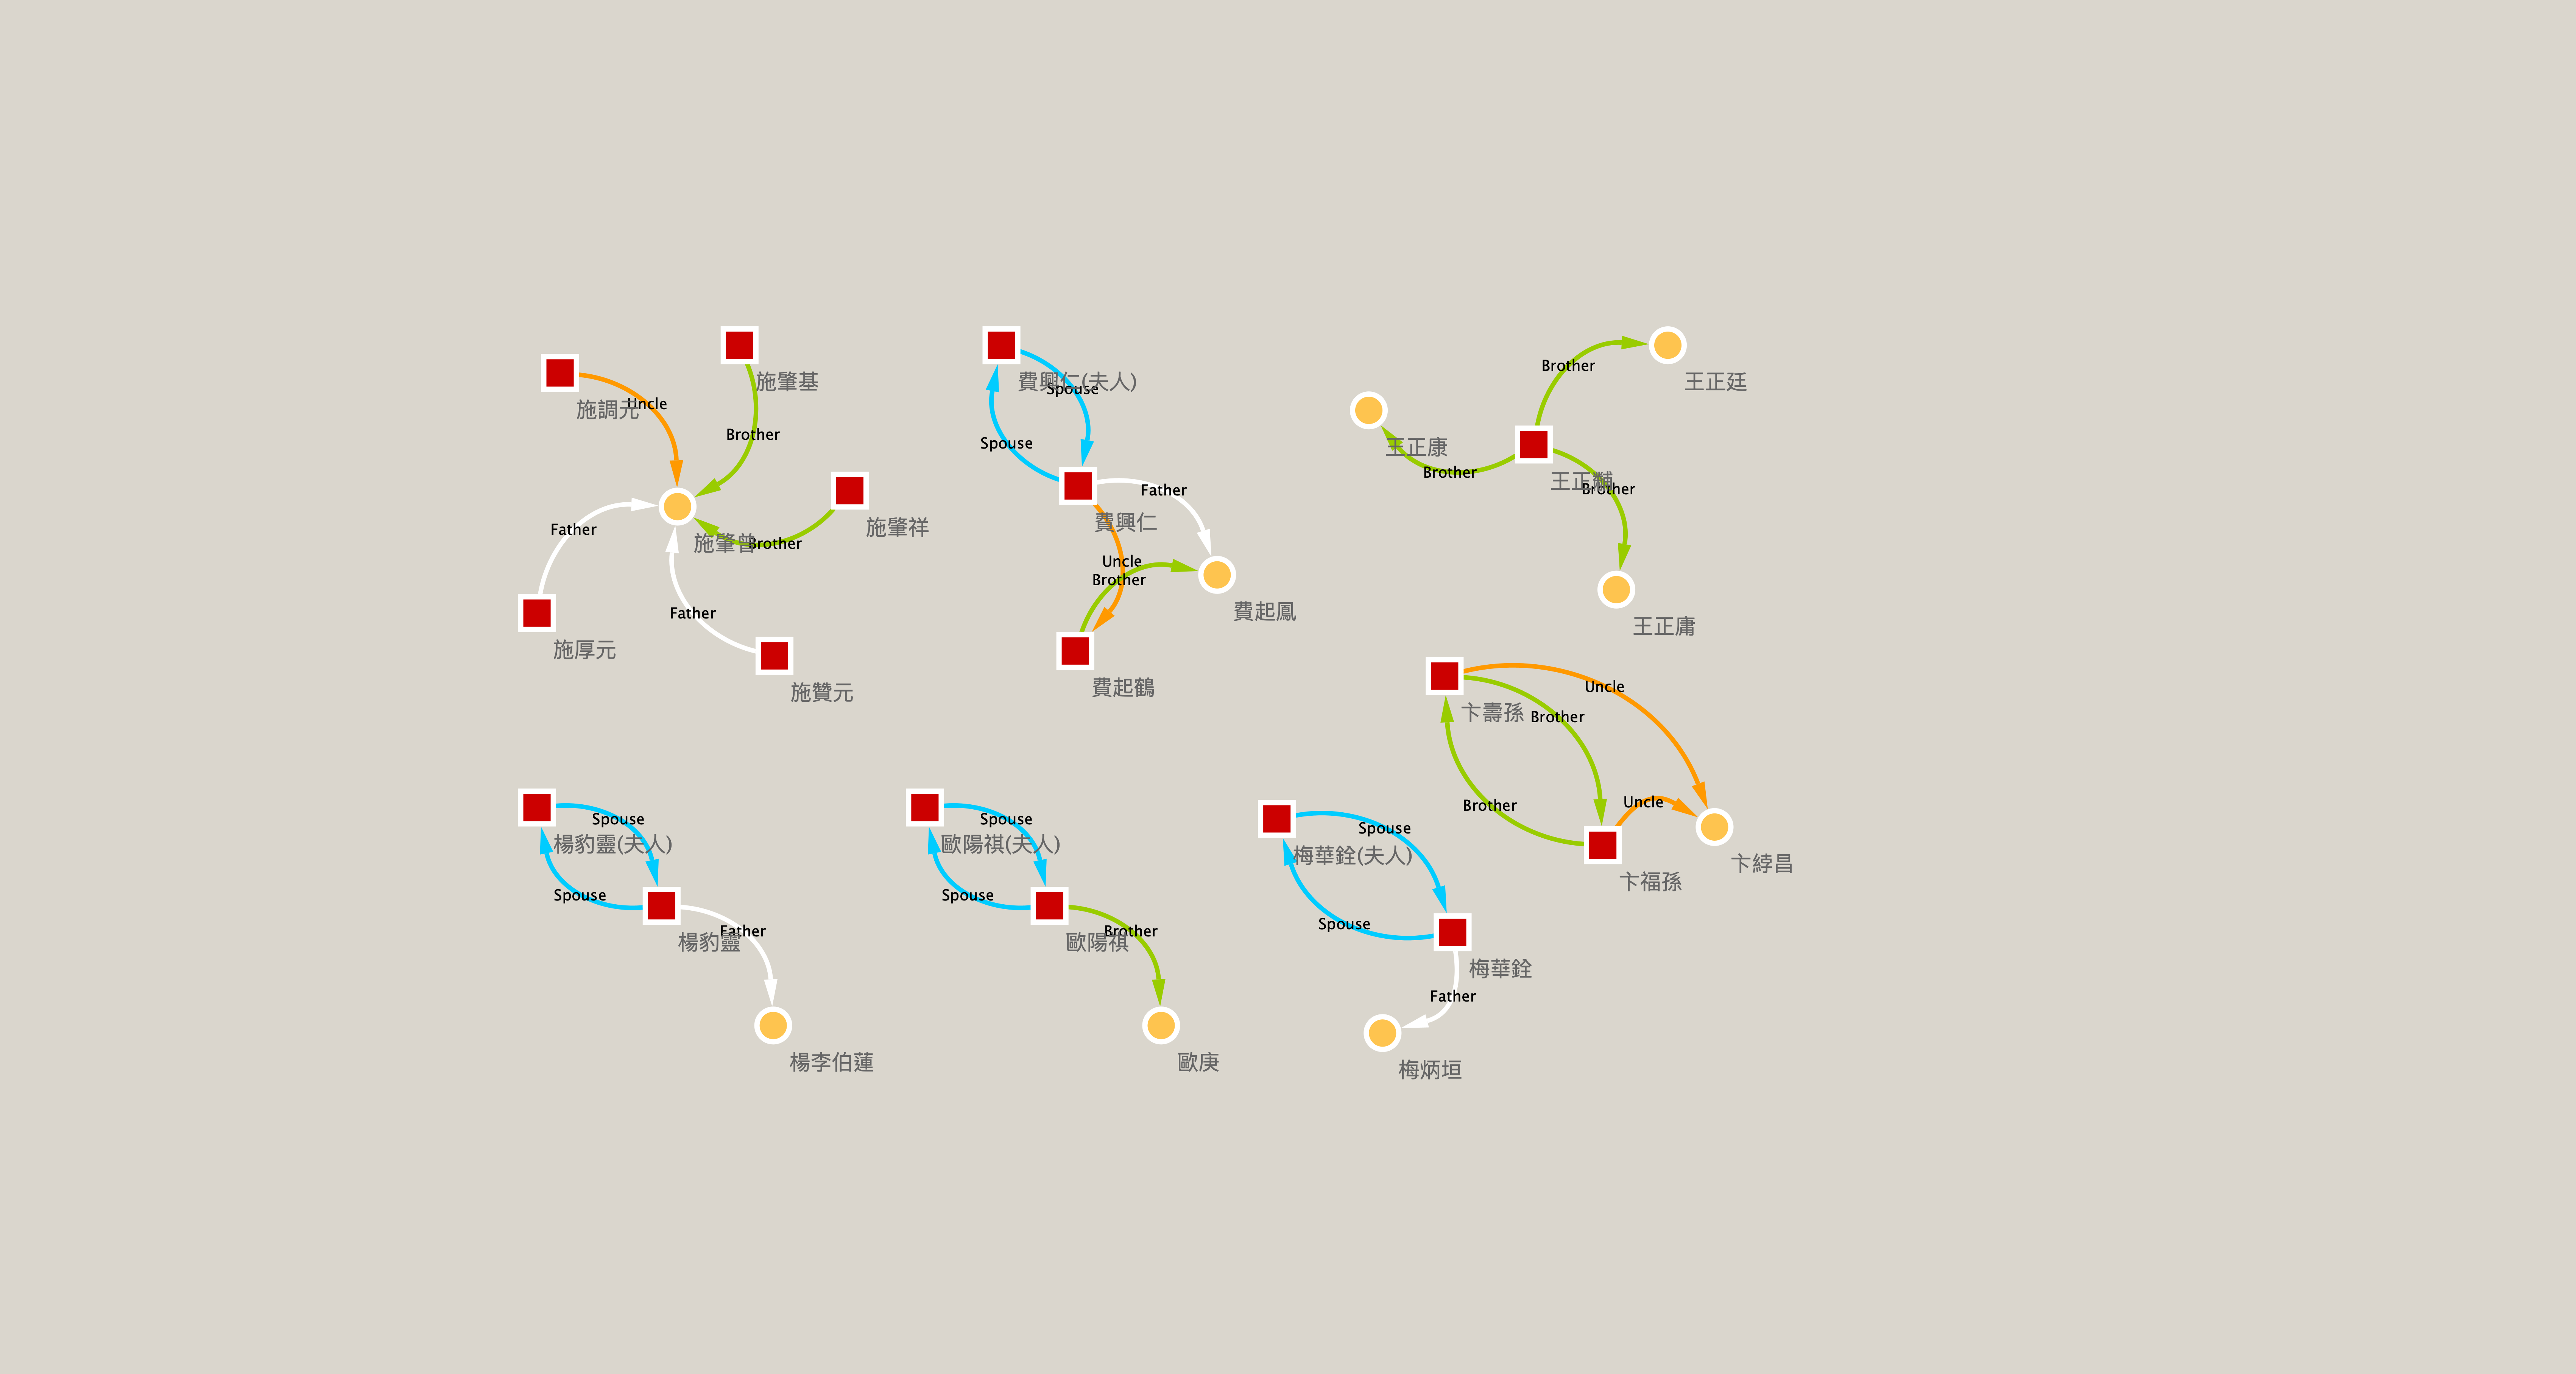 施肇基
施調元
Uncle
Brother
施肇祥
施肇曾
Brother
Father
Father
施厚元
施贊元
費興仁(夫人)
Spouse
Spouse
費興仁
Father
Uncle
Brother
費起鳳
費起鶴
王正廷
Brother
王正康
Brother
王正黼
Brother
王正庸
卞壽孫
Uncle
Brother
Brother
Uncle
卞福孫
卞綍昌
楊豹靈(夫人)
Spouse
Spouse
楊豹靈
Father
楊李伯蓮
歐陽祺(夫人)
Spouse
Spouse
歐陽祺
Brother
歐庚
梅華銓(夫人)
Spouse
Spouse
梅華銓
Father
梅炳垣